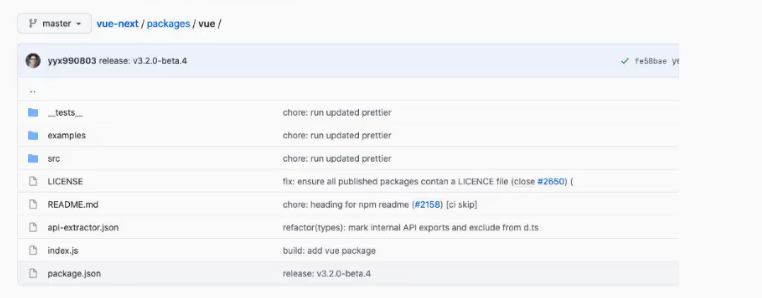 master vue-next / packages / vue /
yyx990803 release: v3.2.0-beta.4 fe58bae
..
__tests__ chore: run updated prettier
examples chore: run updated prettier
src chore: run updated prettier
LICENSE fix: ensure all published packages contan a LICENCE file (close #2650) (
README.md chore: heading for npm readme (#2158) [ci skip]
api-extractor.json refactor(types): mark internal API exports and exclude from d.ts
index.js build: add vue package
package.json release: v3.2.0-beta.4